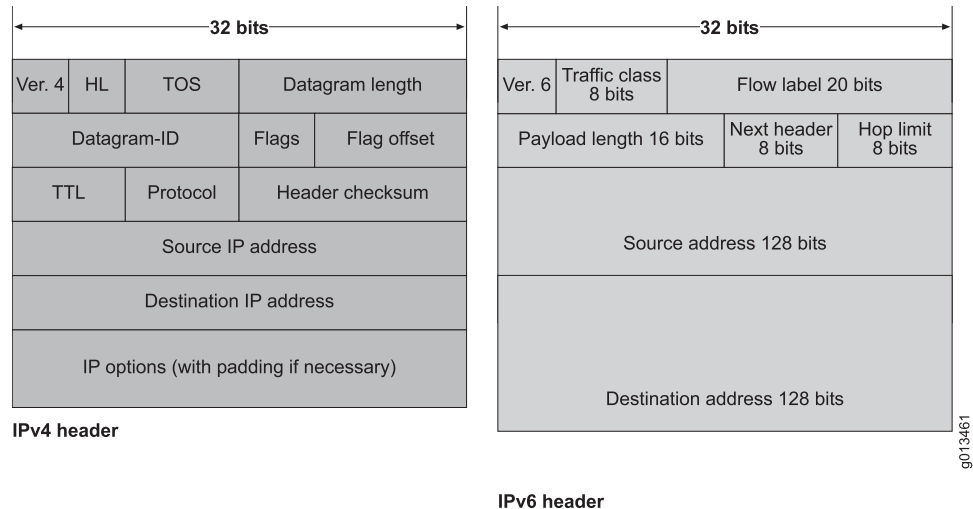 32 bits
Ver. 4 HL TOS Datagram length
Datagram-ID Flags Flag offset
TTL Protocol Header checksum
Source IP address
Destination IP address
IP options (with padding if necessary)
IPv4 header
32 bits
Ver. 6 Traffic class 8 bits Flow label 20 bits
Payload length 16 bits Next header 8 bits Hop limit 8 bits
Source address 128 bits
Destination address 128 bits
IPv6 header
g013461